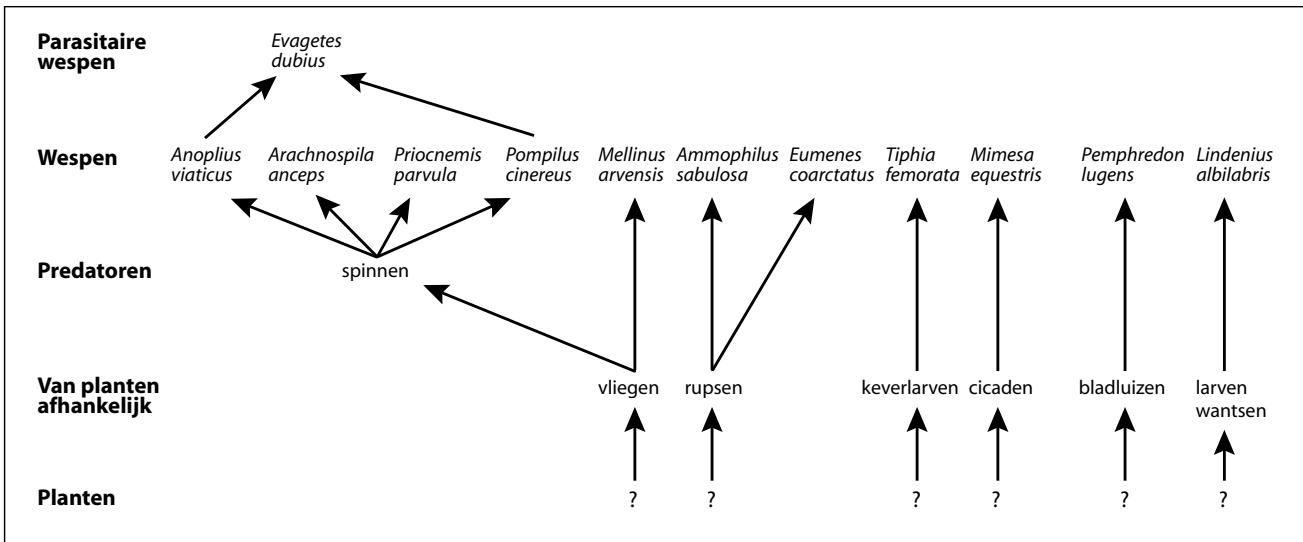 Parasitaire
wespen
Evagetes
dubius
Wespen
Anoplius
viaticus
Arachnospila
anceps
Priocnemis
parvula
Pompilus
cinereus
Mellinus
arvensis
Ammophilus
sabulosa
Eumenes
coarctatus
Tiphia
femorata
Mimesa
equestris
Pemphredon
lugens
Lindenius
albilabris
Predatoren
spinnen
Van planten
afhankelijk
vliegen
rupsen
keverlarven
cicaden
bladluizen
larven
wantsen
Planten
?
?
?
?
?
?